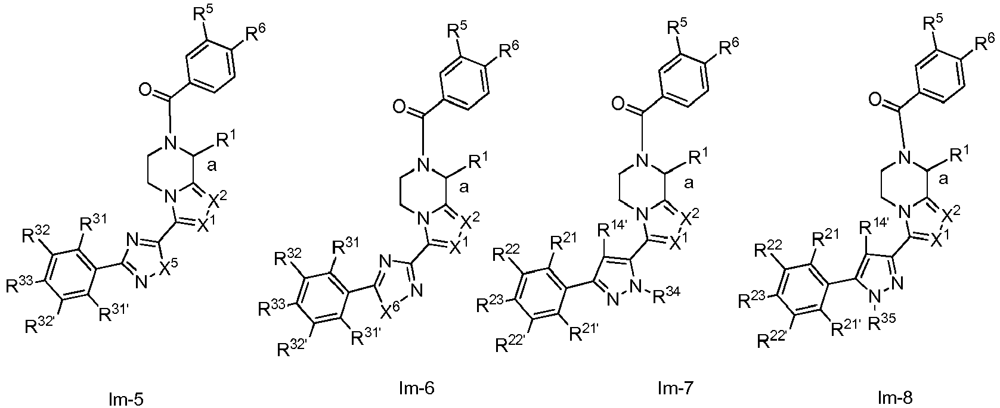 R⁵
R⁶
O
N
R¹
a
N
X²
X¹
R³¹
R³²
N
X⁵
N
R³³
R³¹'
R³²'
Im-5
R⁵
R⁶
O
N
R¹
a
N
X²
X¹
R³¹
R³²
N
N
R³³
X⁶
R³¹'
R³²'
Im-6
R⁵
R⁶
O
N
R¹
a
N
X²
X¹
R¹⁴'
R²¹
R²²
N
N
R³⁴
R²³
R²¹'
R²²'
Im-7
R⁵
R⁶
O
N
R¹
a
N
X²
X¹
R¹⁴'
R²¹
R²²
N
N
R²³
R³⁵
R²¹'
R²²'
Im-8